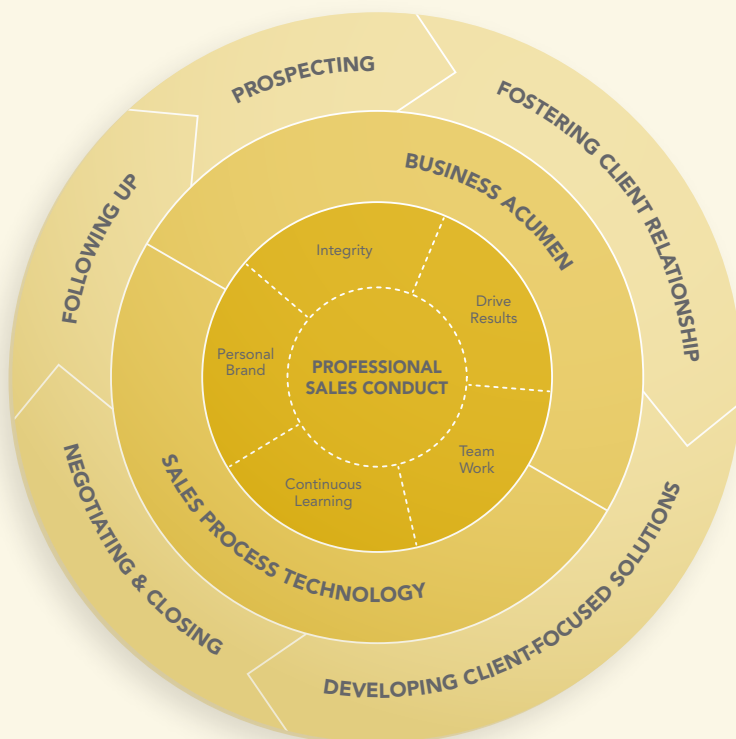 PROSPECTING
FOSTERING CLIENT RELATIONSHIP
DEVELOPING CLIENT-FOCUSED SOLUTIONS
NEGOTIATING & CLOSING
FOLLOWING UP
BUSINESS ACUMEN
SALES PROCESS TECHNOLOGY
Integrity
Drive
Results
Team
Work
Continuous
Learning
Personal
Brand
PROFESSIONAL
SALES CONDUCT